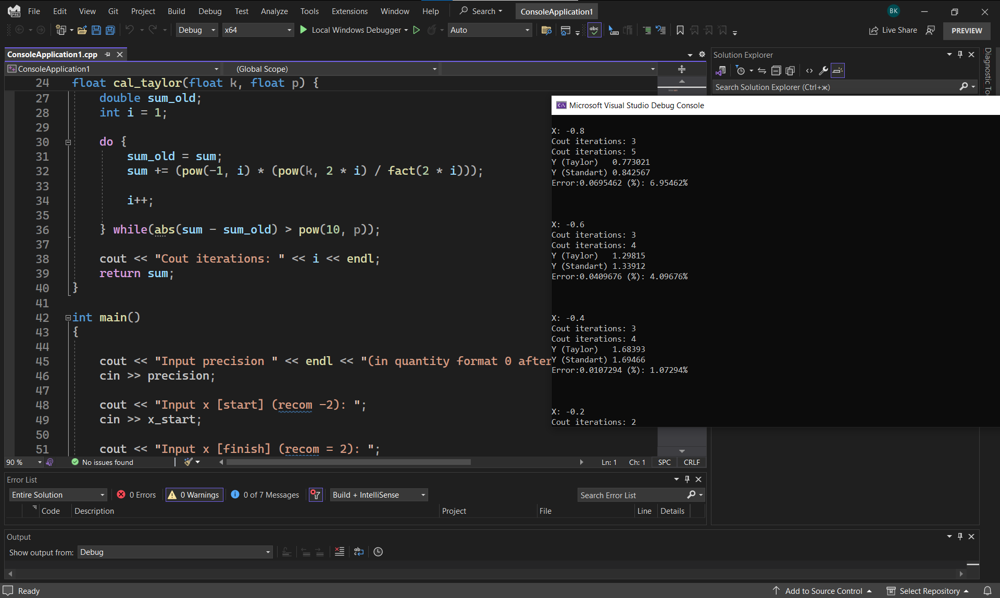 File Edit View Git Project Build Debug Test Analyze Tools Extensions Window Help Search ConsoleApplication1 BK
PRE
Debug x64 Local Windows Debugger Auto abc Live Share PREVIEW
ConsoleApplication1.cpp
ConsoleApplication1 (Global Scope)
24 float cal_taylor(float k, float p) {
27 double sum_old;
28 int i = 1;
29
30 do {
31 sum_old = sum;
32 sum += (pow(-1, i) * (pow(k, 2 * i) / fact(2 * i)));
33
34 i++;
35
36 } while(abs(sum - sum_old) > pow(10, p));
37
38 cout << "Cout iterations: " << i << endl;
39 return sum;
40 }
41
42 int main()
43 {
44
45 cout << "Input precision " << endl << "(in quantity format 0 after
46 cin >> precision;
47
48 cout << "Input x [start] (recom -2): ";
49 cin >> x_start;
50
51 cout << "Input x [finish] (recom = 2): ";
90 % No issues found Ln: 1 Ch: 1 SPC CRLF
Solution Explorer
Search Solution Explorer (Ctrl+ж)
Diagnostic To
Microsoft Visual Studio Debug Console
X: -0.8
Cout iterations: 3
Cout iterations: 5
Y (Taylor) 0.773021
Y (Standart) 0.842567
Error:0.0695462 (%): 6.95462%
X: -0.6
Cout iterations: 3
Cout iterations: 4
Y (Taylor) 1.29815
Y (Standart) 1.33912
Error:0.0409676 (%): 4.09676%
X: -0.4
Cout iterations: 3
Cout iterations: 4
Y (Taylor) 1.68393
Y (Standart) 1.69466
Error:0.0107294 (%): 1.07294%
X: -0.2
Cout iterations: 2
Error List
Entire Solution 0 Errors 0 Warnings 0 of 7 Messages Build + IntelliSense Search Error List
Code Description Project File Line Details
Output
Show output from: Debug
Ready Add to Source Control Select Repository